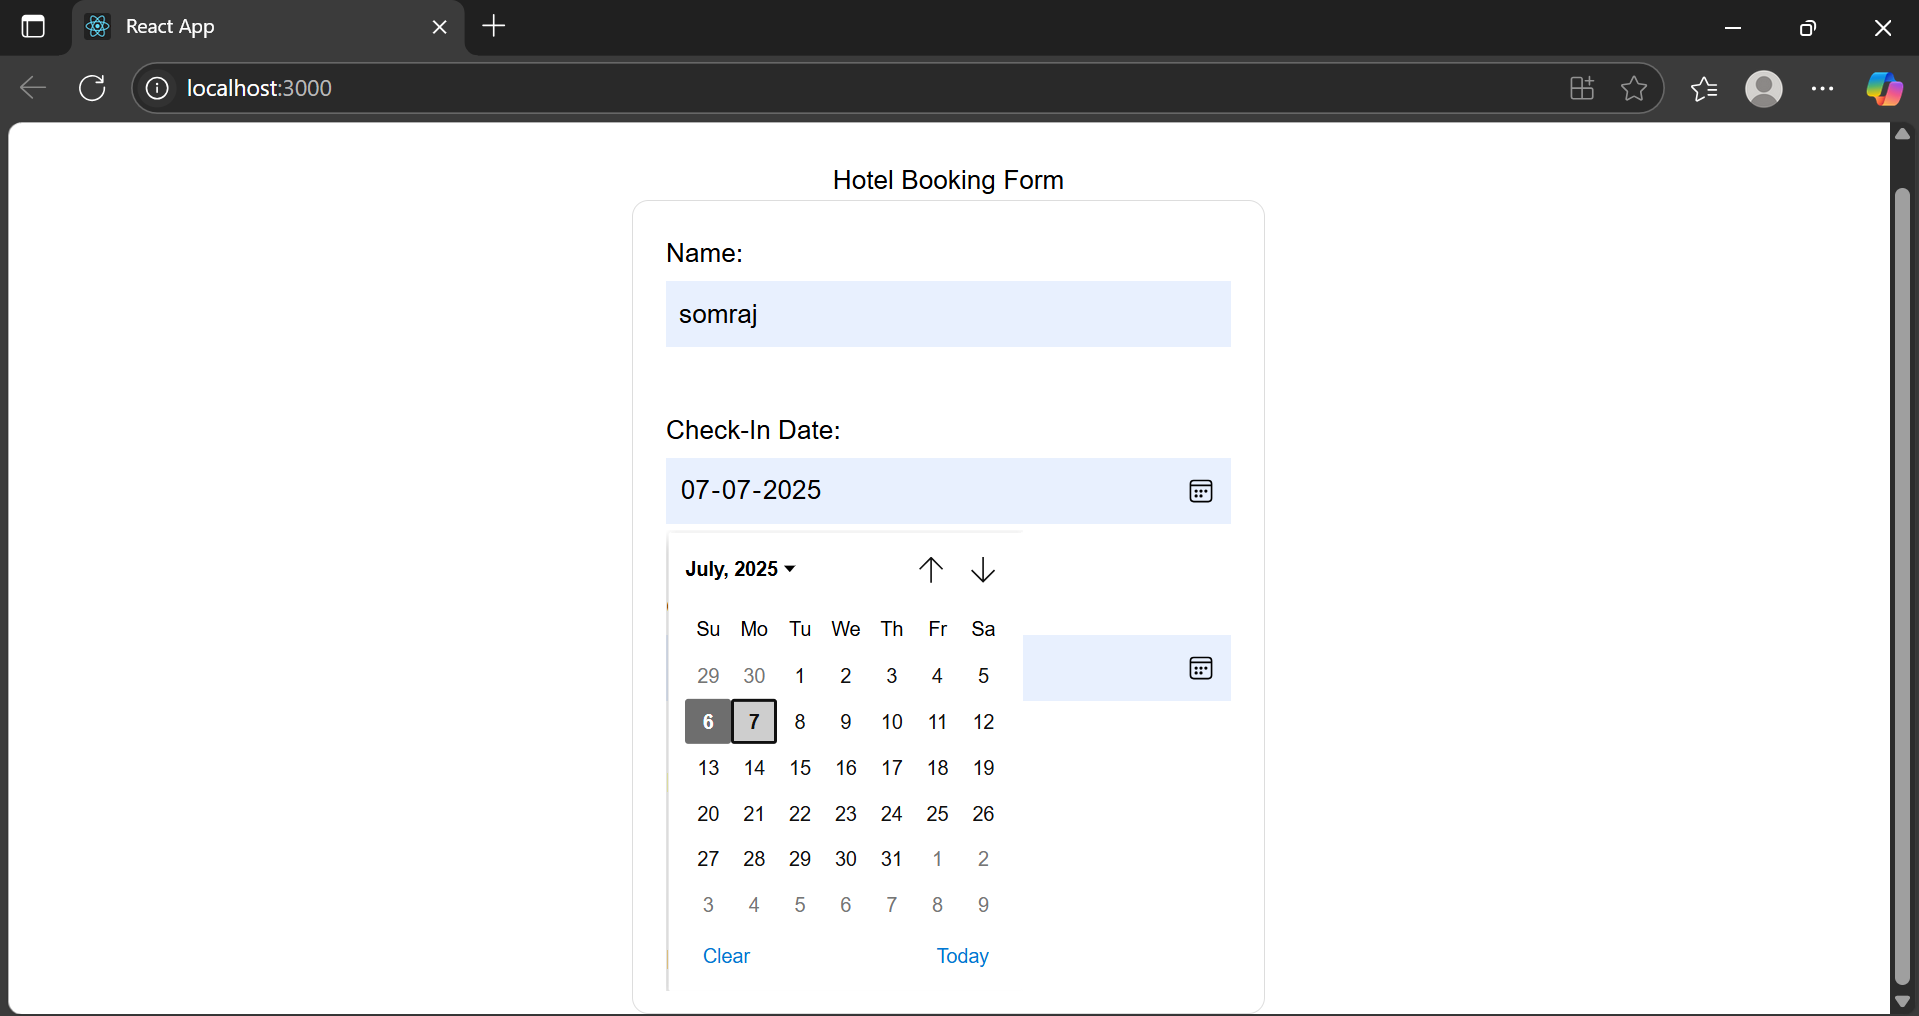 React App
localhost:3000
Hotel Booking Form
Name:
somraj
Check-In Date:
07-07-2025
July, 2025
Su Mo Tu We Th Fr Sa
29 30 1 2 3 4 5
6 7 8 9 10 11 12
13 14 15 16 17 18 19
20 21 22 23 24 25 26
27 28 29 30 31 1 2
3 4 5 6 7 8 9
Clear Today